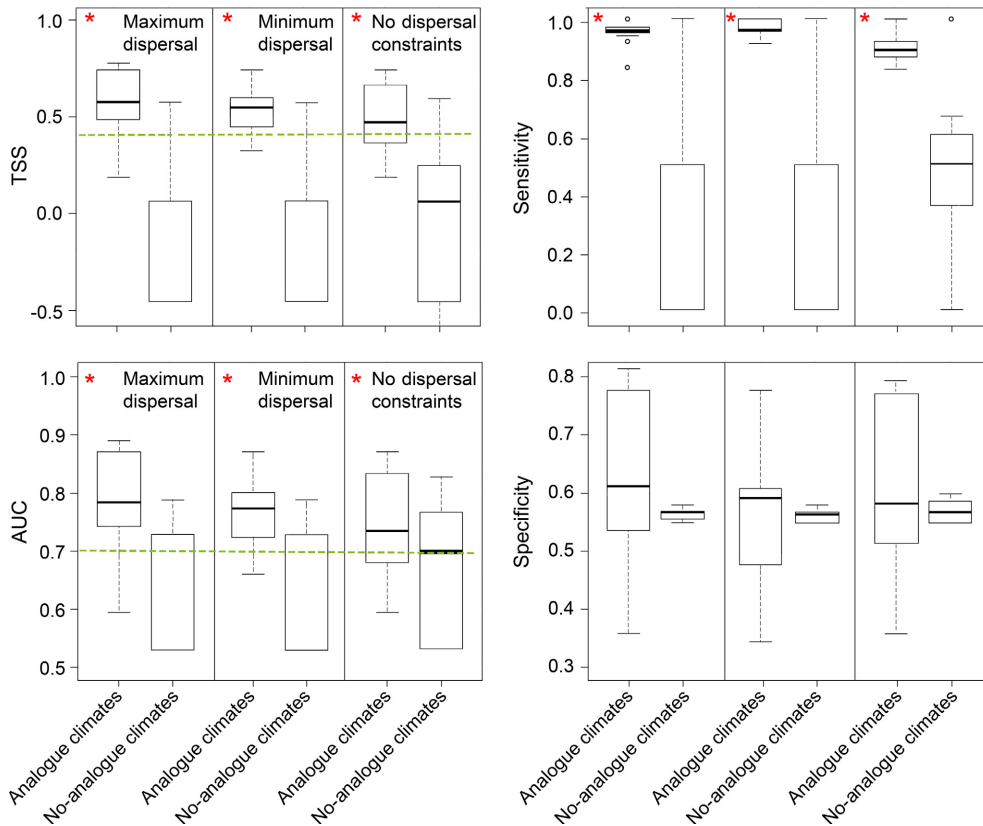 * Maximum dispersal
* Minimum dispersal
* No dispersal constraints
TSS
1.0
0.5
0.0
-0.5
* * *
Sensitivity
1.0
0.8
0.6
0.4
0.2
0.0
* Maximum dispersal
* Minimum dispersal
* No dispersal constraints
AUC
1.0
0.9
0.8
0.7
0.6
0.5
Analogue climates
No-analogue climates
Analogue climates
No-analogue climates
Analogue climates
No-analogue climates
Specificity
0.8
0.7
0.6
0.5
0.4
0.3
Analogue climates
No-analogue climates
Analogue climates
No-analogue climates
Analogue climates
No-analogue climates